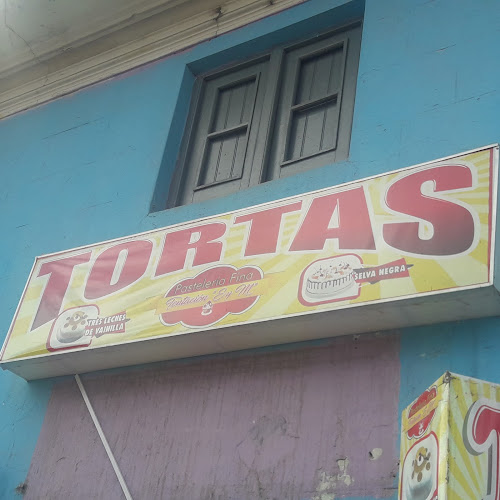 TORTAS
Pastelería Fina
TRES LECHES
DE VAINILLA
SELVA NEGRA
T